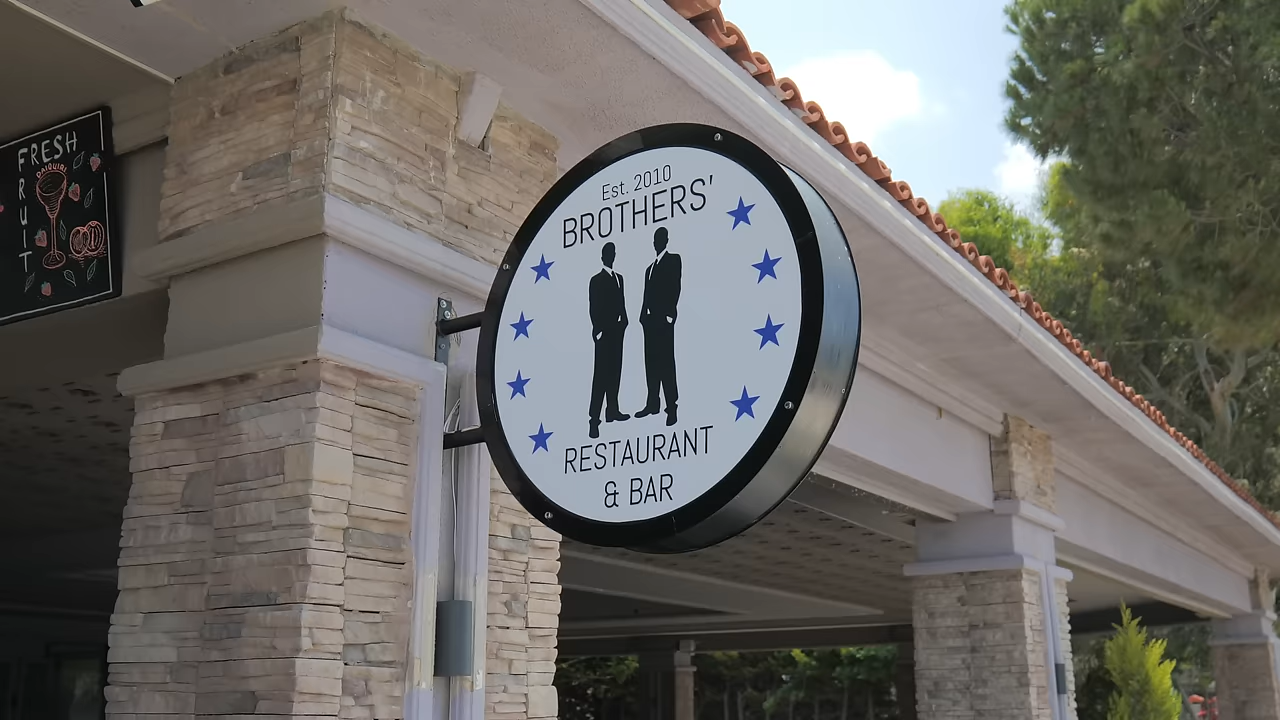 FRESH
FRUIT
DAIQUIRI
Est. 2010
BROTHERS'
RESTAURANT
& BAR